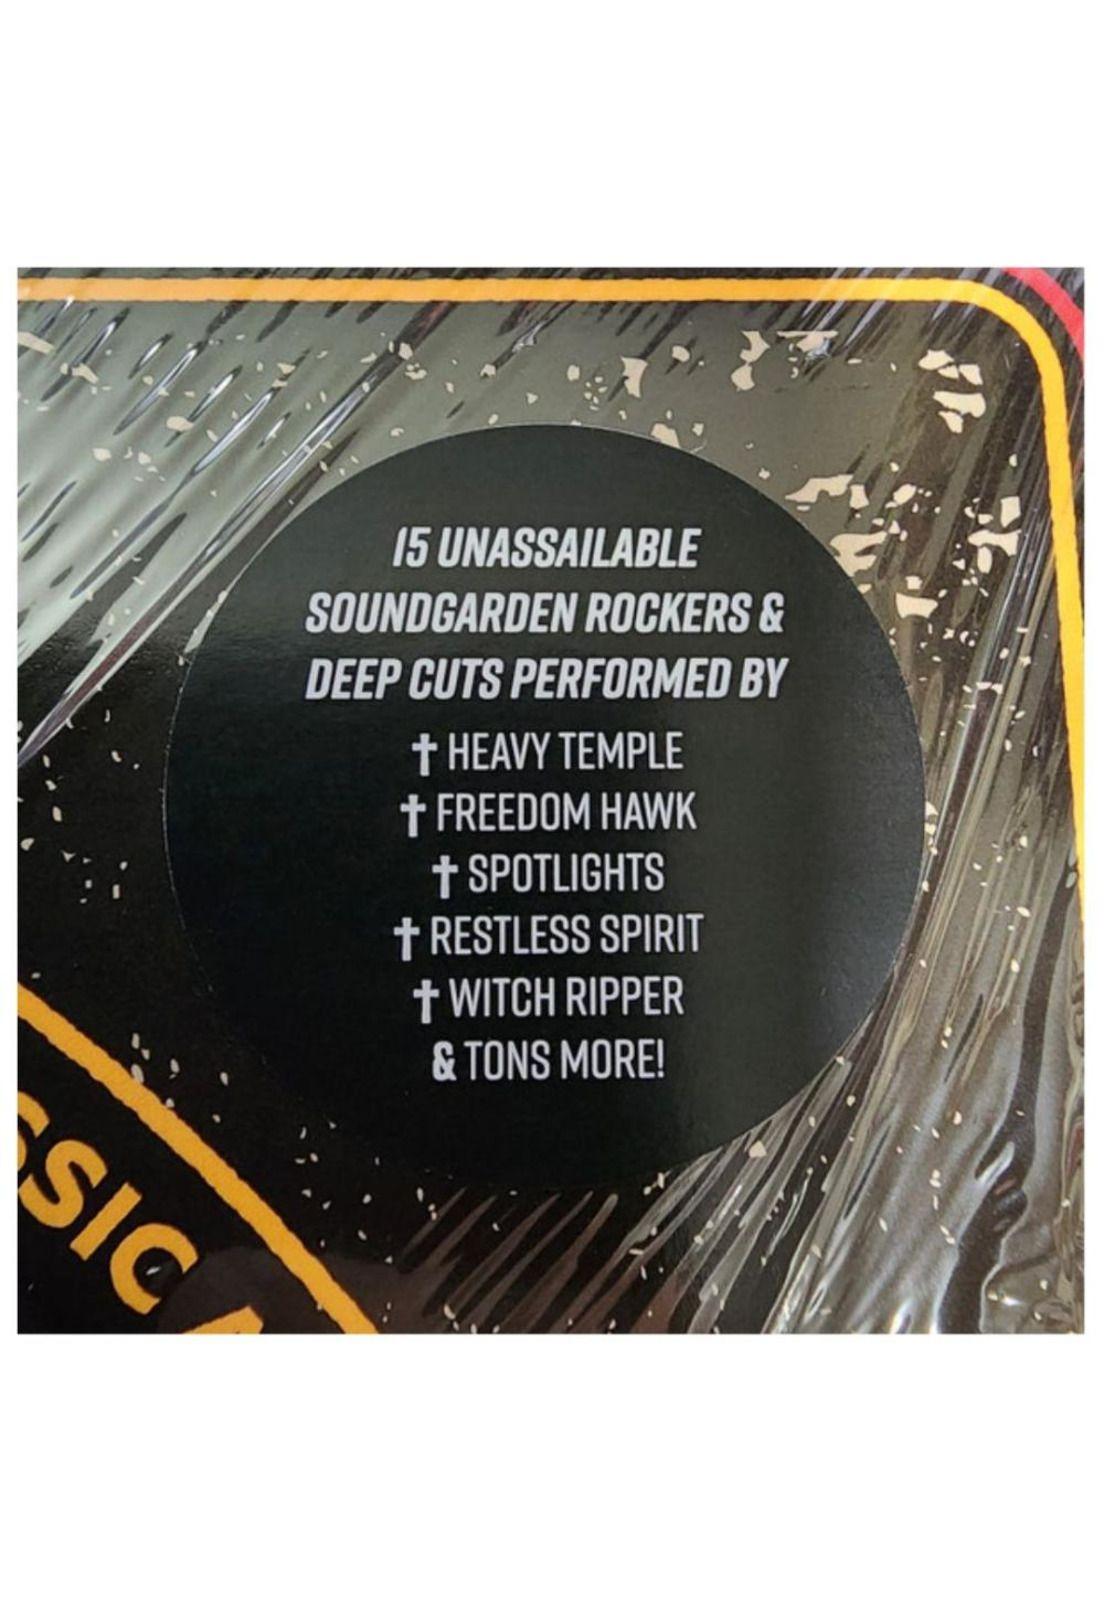 15 UNASSAILABLE
SOUNDGARDEN ROCKERS &
DEEP CUTS PERFORMED BY
✝ HEAVY TEMPLE
✝ FREEDOM HAWK
✝ SPOTLIGHTS
✝ RESTLESS SPIRIT
✝ WITCH RIPPER
& TONS MORE!
SSIC A